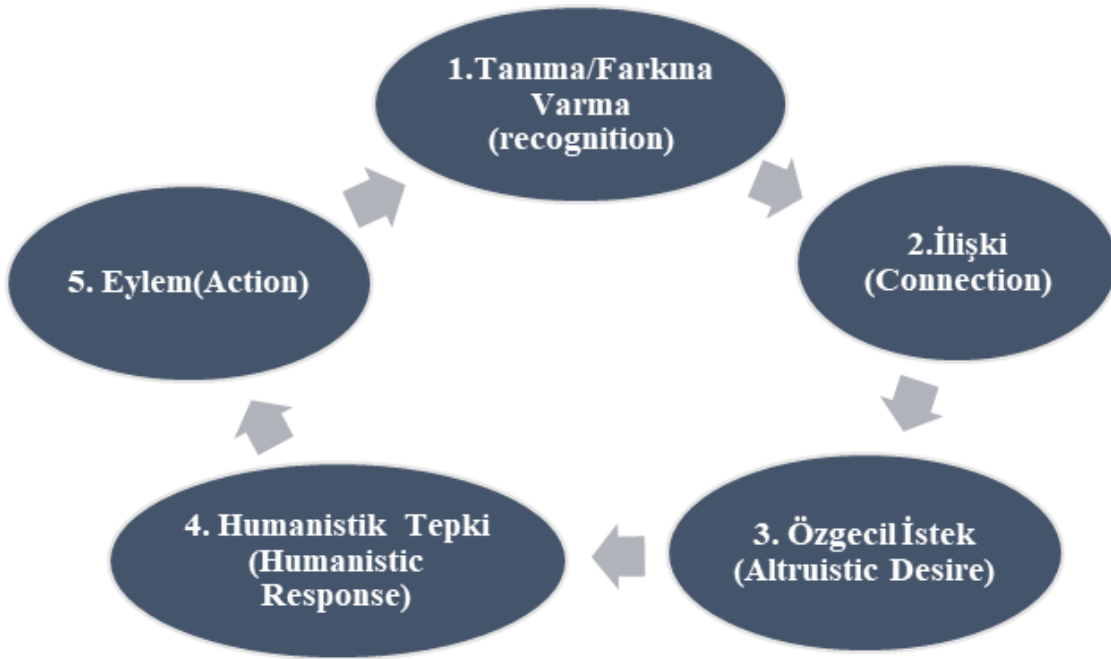 1.Tanıma/Farkına
Varma
(recognition)
2.İlişki
(Connection)
3. Özgecil İstek
(Altruistic Desire)
4. Humanistik Tepki
(Humanistic
Response)
5. Eylem(Action)